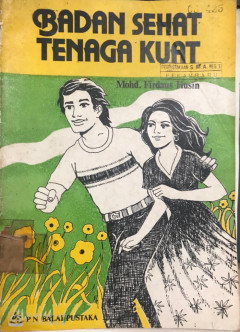 BADAN SEHAT
TENAGA KUAT
Mohd. Firdaus Husin
P N BALAI PUSTAKA